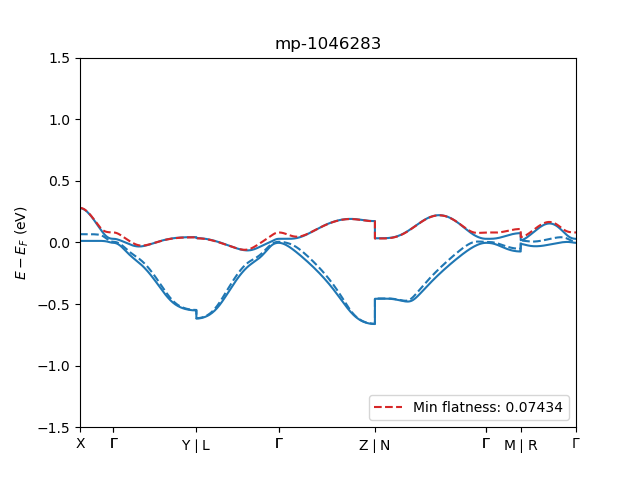 mp-1046283
1.5
1.0
0.5
0.0
−0.5
−1.0
−1.5
E − E_F (eV)
Min flatness: 0.07434
X Γ Y | L Γ Z | N Γ M | R Γ